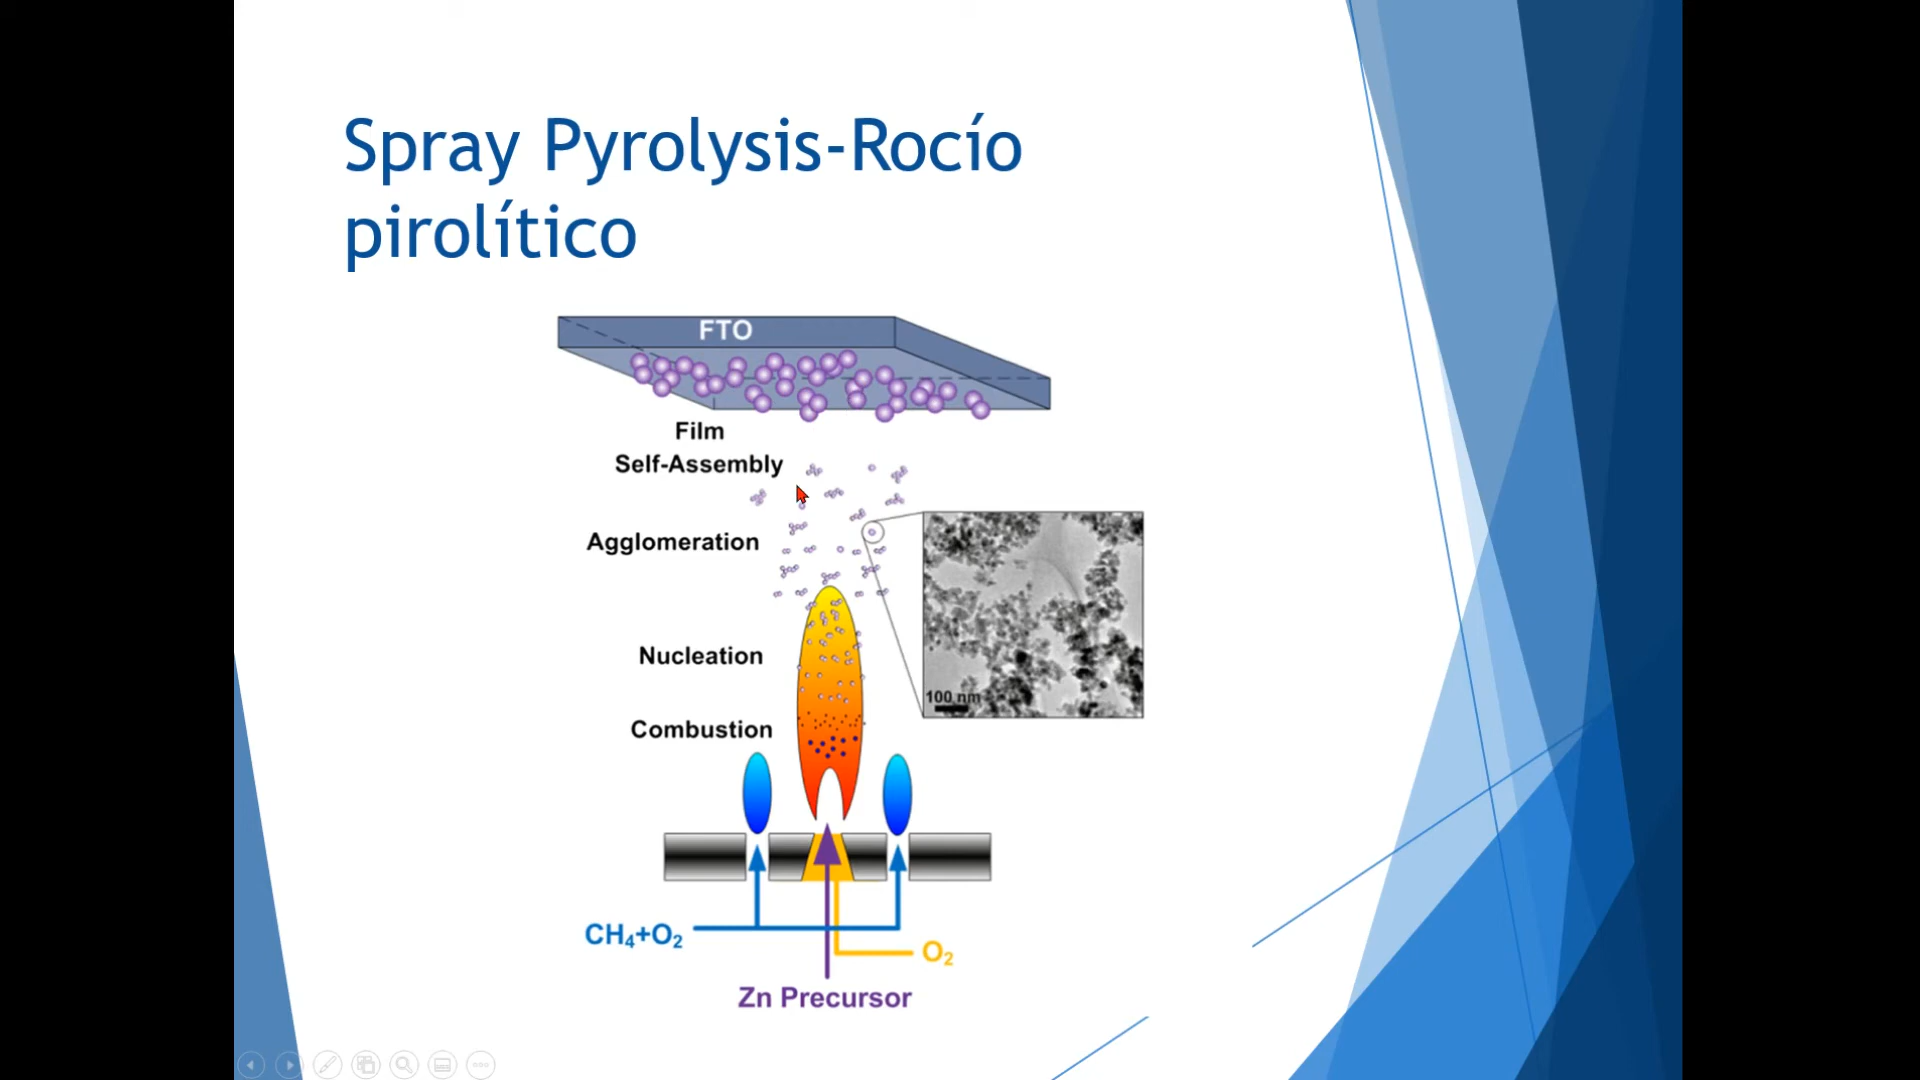 Spray Pyrolysis-Rocío
pirolítico
FTO
Film
Self-Assembly
Agglomeration
Nucleation
100 nm
Combustion
CH₄+O₂
O₂
Zn Precursor